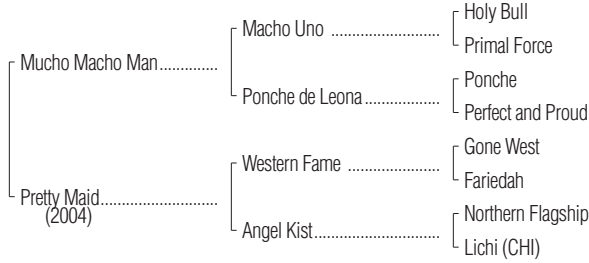 Holy Bull
Macho Uno ....................
Primal Force
Mucho Macho Man..............
Ponche
Ponche de Leona..............
Perfect and Proud
Gone West
Western Fame .................
Fariedah
Pretty Maid.......................
(2004)
Northern Flagship
Angel Kist........................
Lichi (CHI)